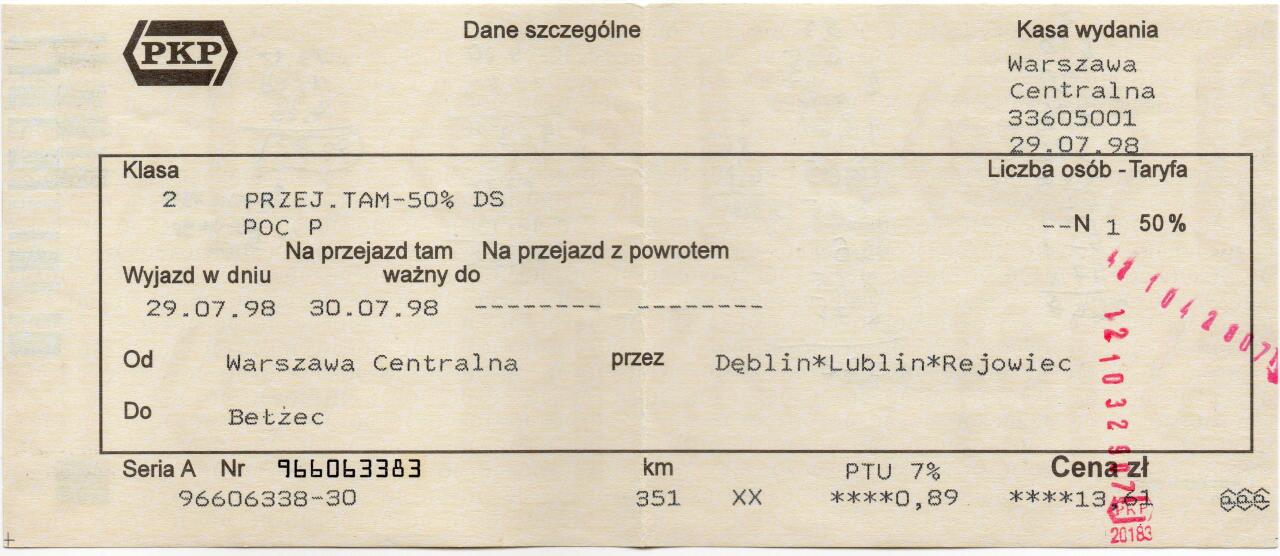 PKP
Dane szczególne
Kasa wydania
Warszawa
Centralna
33605001
29.07.98
Klasa
Liczba osób - Taryfa
2 PRZEJ.TAM-50% DS
POC P
--N 1 50%
Na przejazd tam Na przejazd z powrotem
Wyjazd w dniu ważny do
29.07.98 30.07.98 -------- --------
Od Warszawa Centralna przez Dęblin*Lublin*Rejowiec
Do Bełżec
Seria A Nr 966063383 km PTU 7% Cena zł
96606338-30 351 XX ****0,89 ****13,61
12103290
PKP
20183